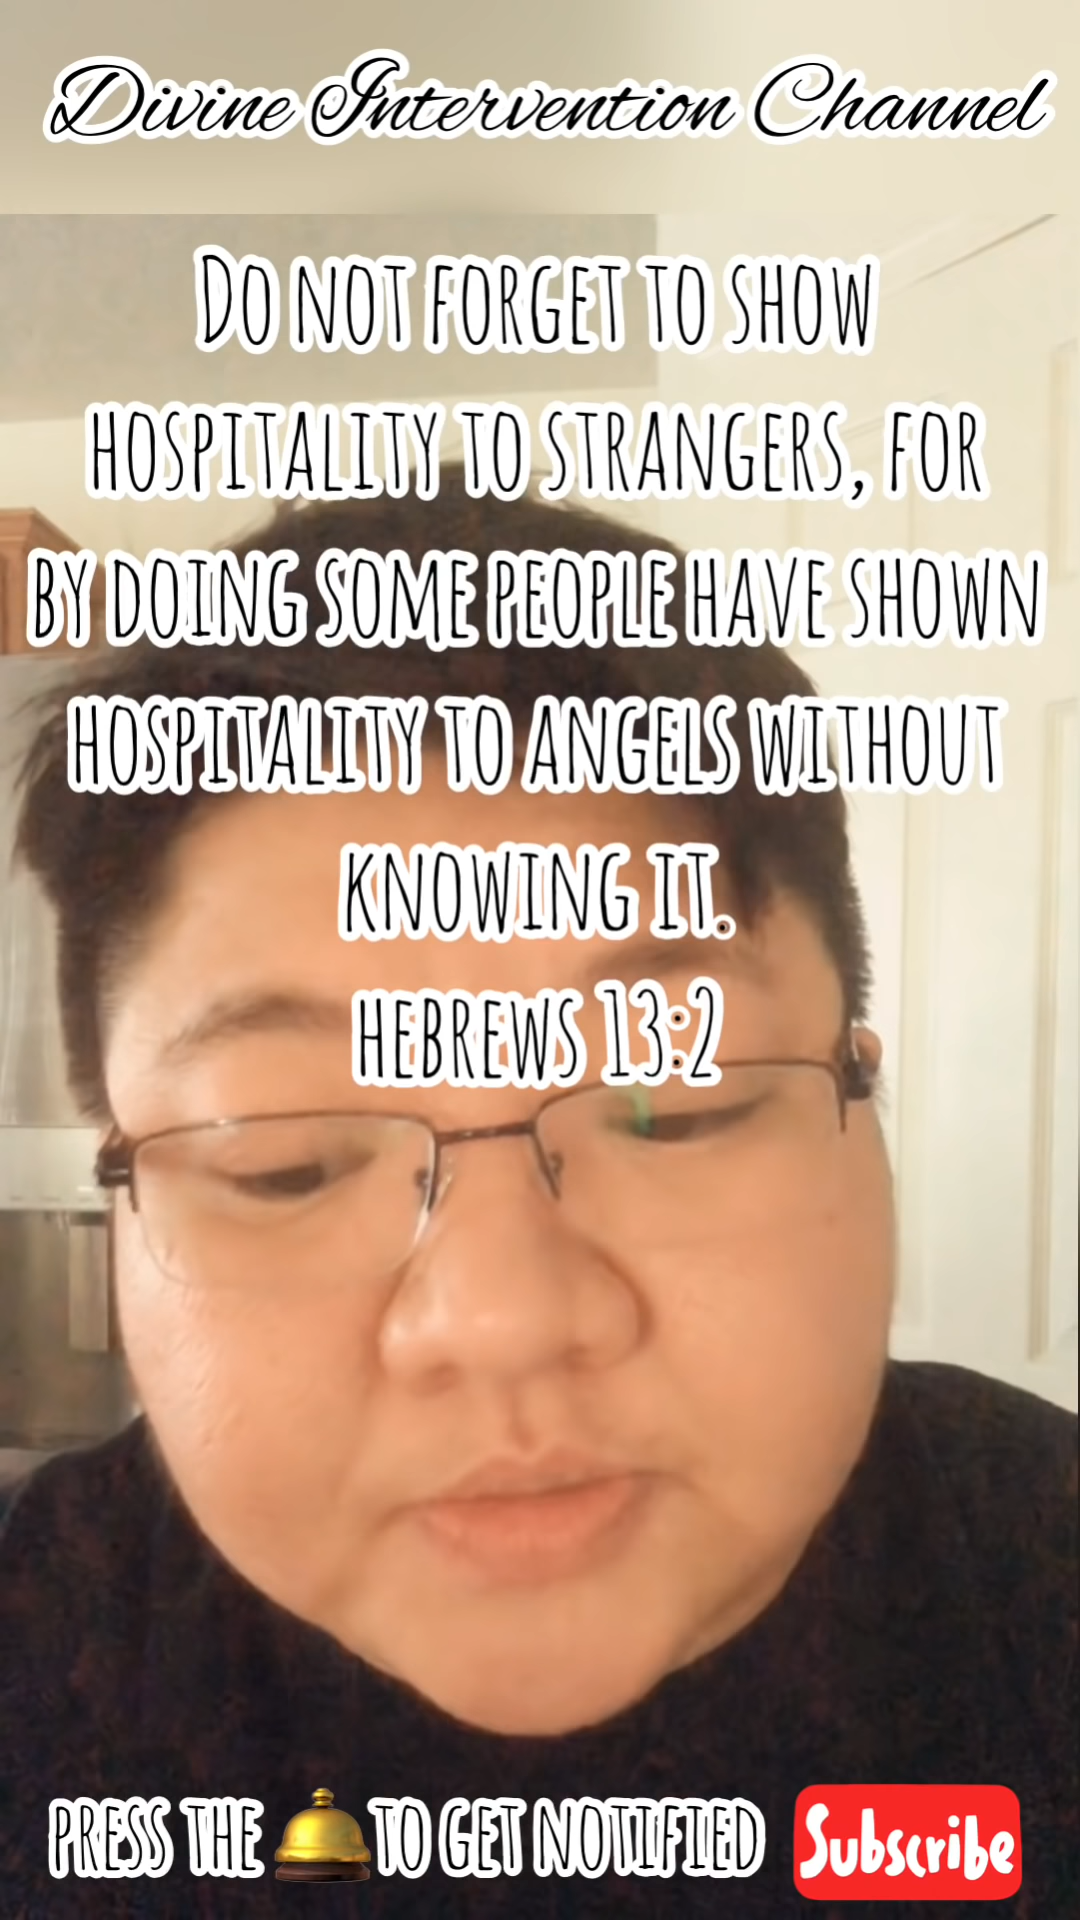 Divine Intervention Channel
Do not forget to show
hospitality to strangers, for
by doing some people have shown
hospitality to angels without
knowing it.
hebrews 13:2
press the to get notified
Subscribe